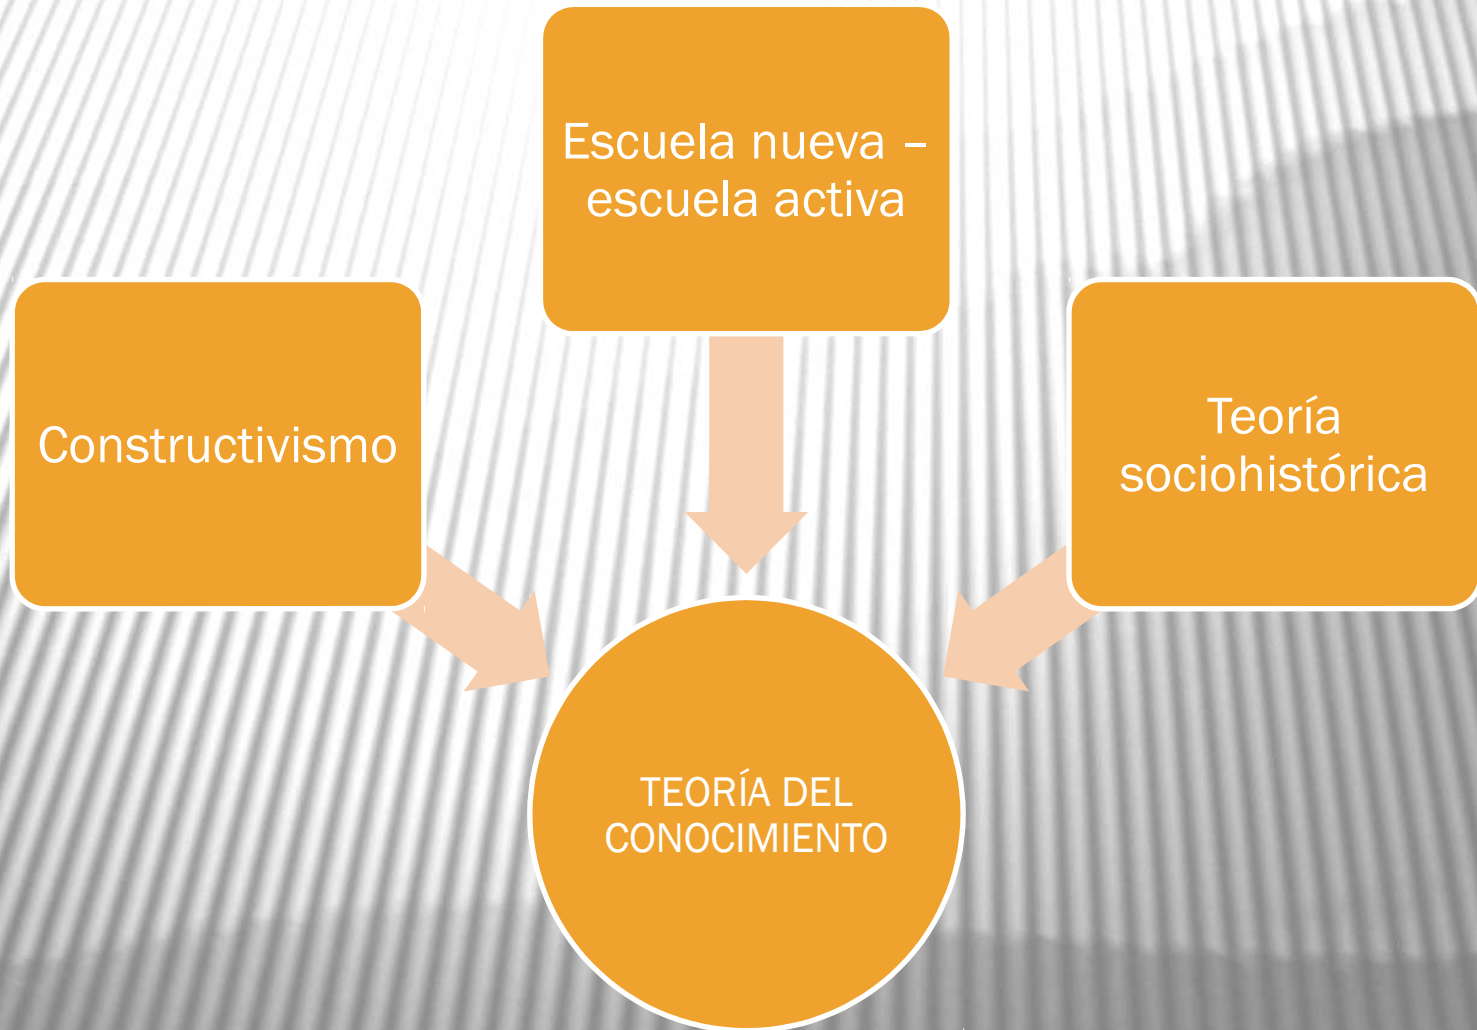 Escuela nueva –
escuela activa
Constructivismo
Teoría
sociohistórica
TEORÍA DEL
CONOCIMIENTO